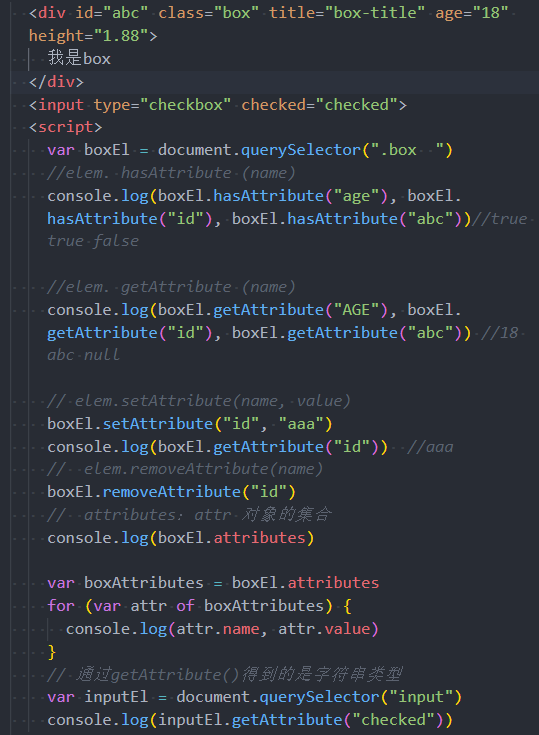 <div id="abc" class="box" title="box-title" age="18"
height="1.88">
我是box
</div>
<input type="checkbox" checked="checked">
<script>
var boxEl = document.querySelector(".box  ")
//elem. hasAttribute (name)
console.log(boxEl.hasAttribute("age"), boxEl.
hasAttribute("id"), boxEl.hasAttribute("abc"))//true
true false
//elem. getAttribute (name)
console.log(boxEl.getAttribute("AGE"), boxEl.
getAttribute("id"), boxEl.getAttribute("abc")) //18
abc null
// elem.setAttribute(name, value)
boxEl.setAttribute("id", "aaa")
console.log(boxEl.getAttribute("id"))  //aaa
//  elem.removeAttribute(name)
boxEl.removeAttribute("id")
//  attributes：attr 对象的集合
console.log(boxEl.attributes)
var boxAttributes = boxEl.attributes
for (var attr of boxAttributes) {
console.log(attr.name, attr.value)
}
// 通过getAttribute()得到的是字符串类型
var inputEl = document.querySelector("input")
console.log(inputEl.getAttribute("checked"))